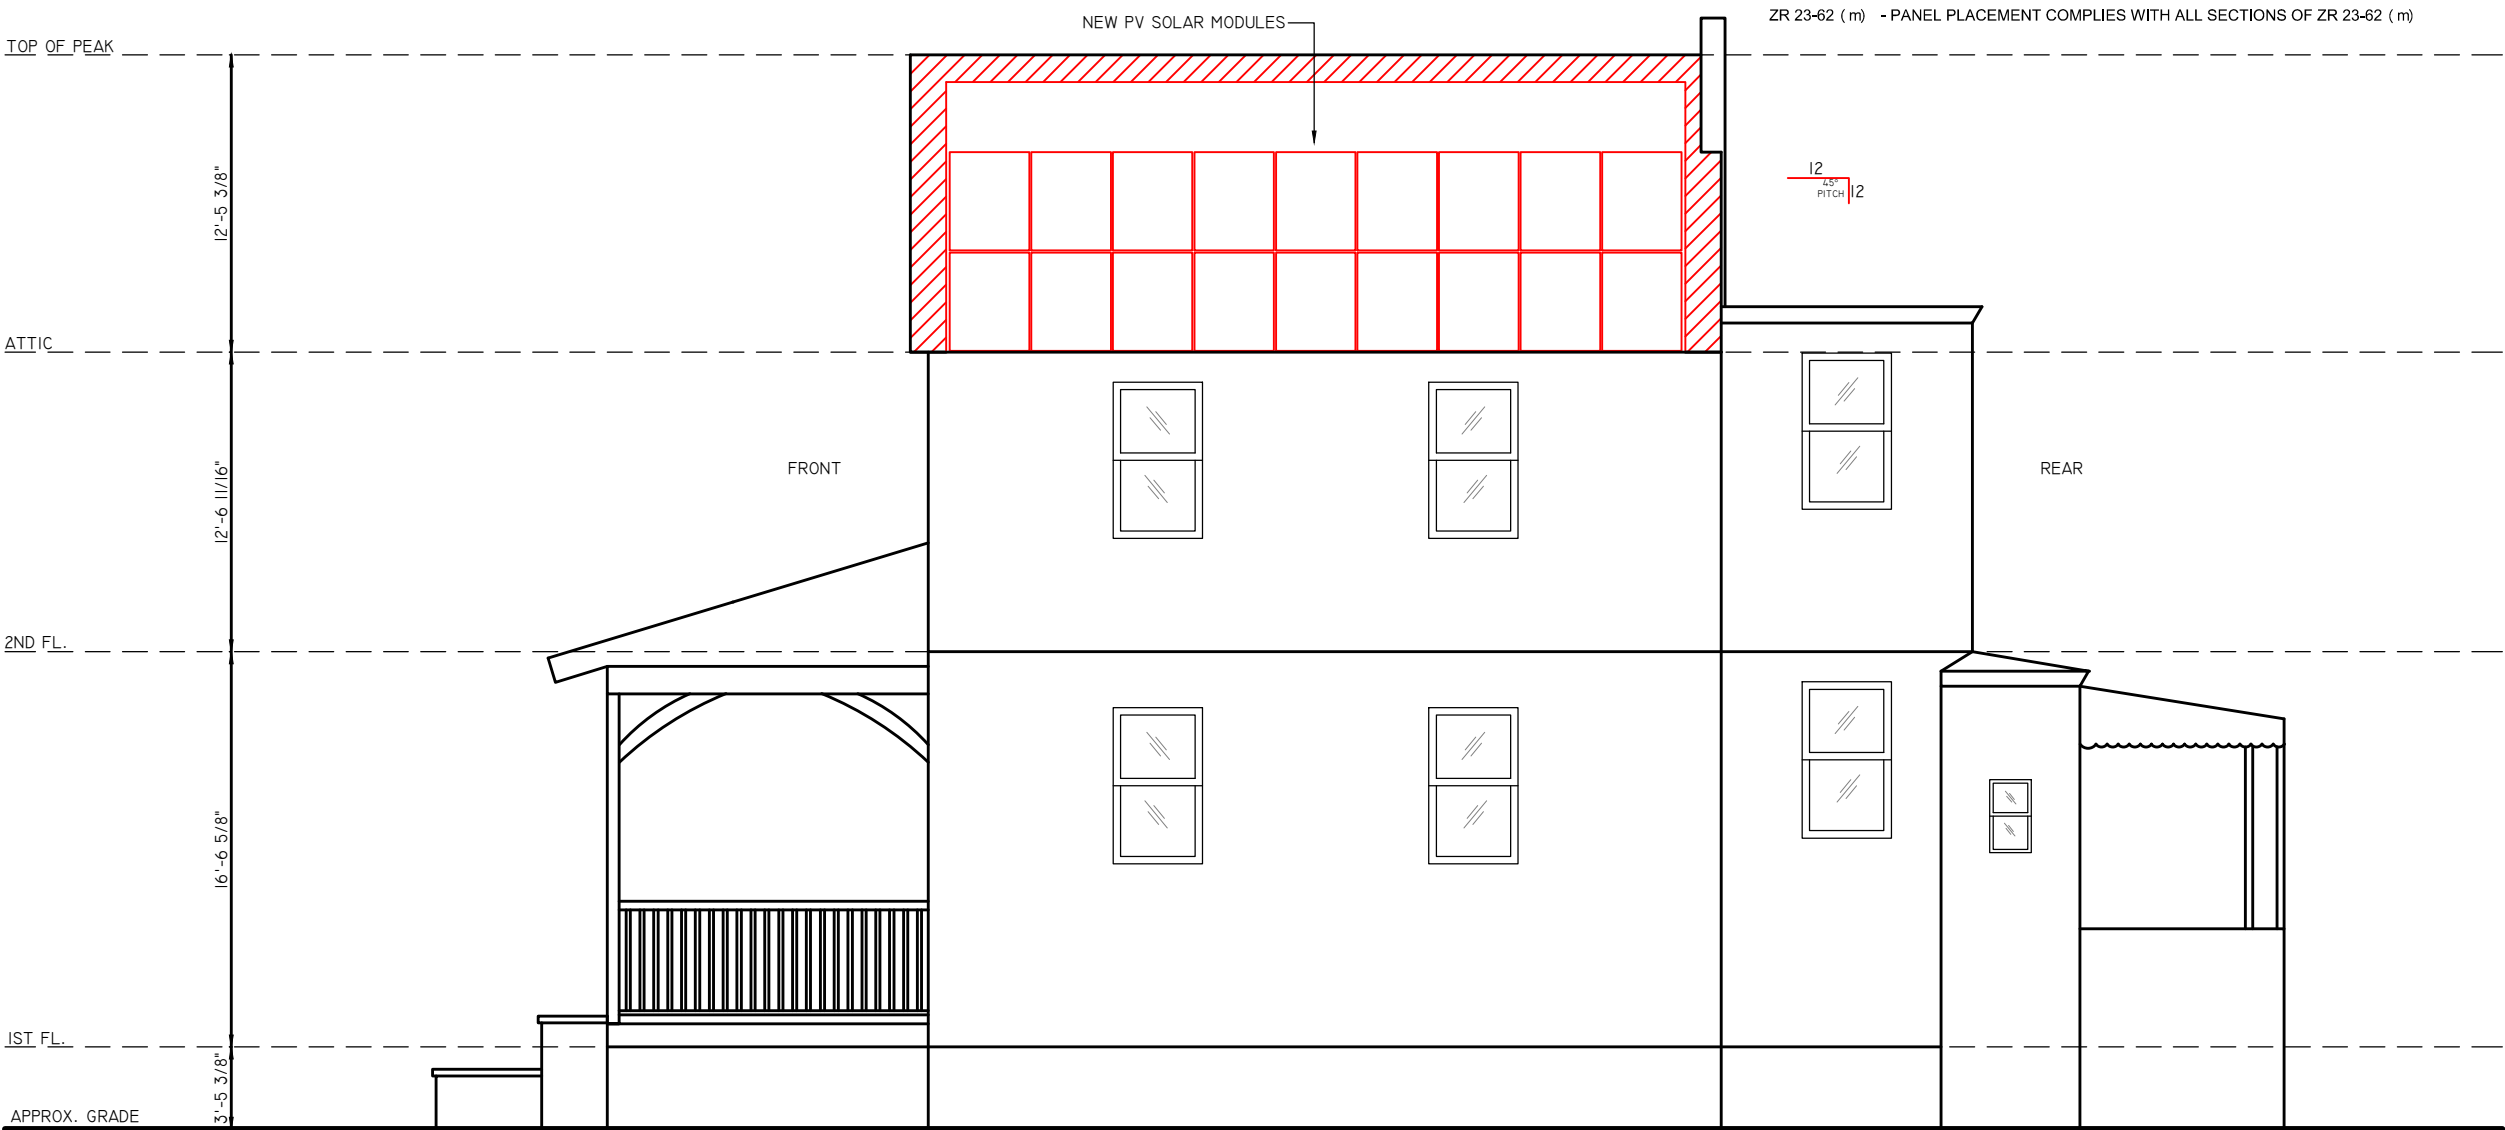 NEW PV SOLAR MODULES
ZR 23-62 ( m) - PANEL PLACEMENT COMPLIES WITH ALL SECTIONS OF ZR 23-62 ( m)
TOP OF PEAK
12'-5 3/8"
12
45°
PITCH
12
ATTIC
12'-6 11/16"
FRONT
REAR
2ND FL.
16'-6 5/8"
1ST FL.
3'-5 3/8"
APPROX. GRADE